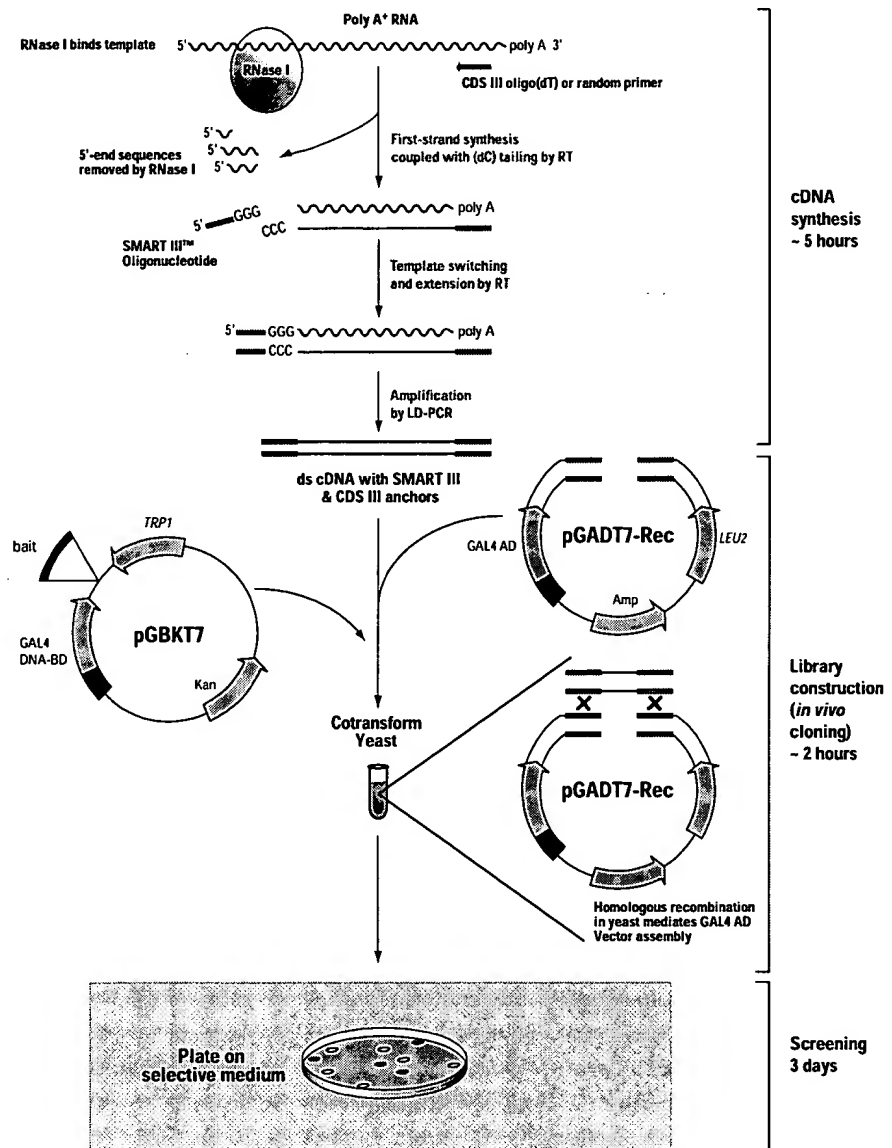 Poly A+ RNA
RNase I binds template
5'
poly A 3'
RNase I
CDS III oligo(dT) or random primer
5'
5'
5'
5'-end sequences
removed by RNase I
First-strand synthesis
coupled with (dC) tailing by RT
5'
GGG
CCC
poly A
SMART III™
Oligonucleotide
cDNA
synthesis
~ 5 hours
Template switching
and extension by RT
5'
GGG
poly A
CCC
Amplification
by LD-PCR
ds cDNA with SMART III
& CDS III anchors
bait
TRP1
pGBKT7
GAL4
DNA-BD
Kan
GAL4 AD
pGADT7-Rec
LEU2
Amp
Cotransform
Yeast
pGADT7-Rec
Homologous recombination
in yeast mediates GAL4 AD
Vector assembly
Library
construction
(in vivo
cloning)
~ 2 hours
Plate on
selective medium
Screening
3 days